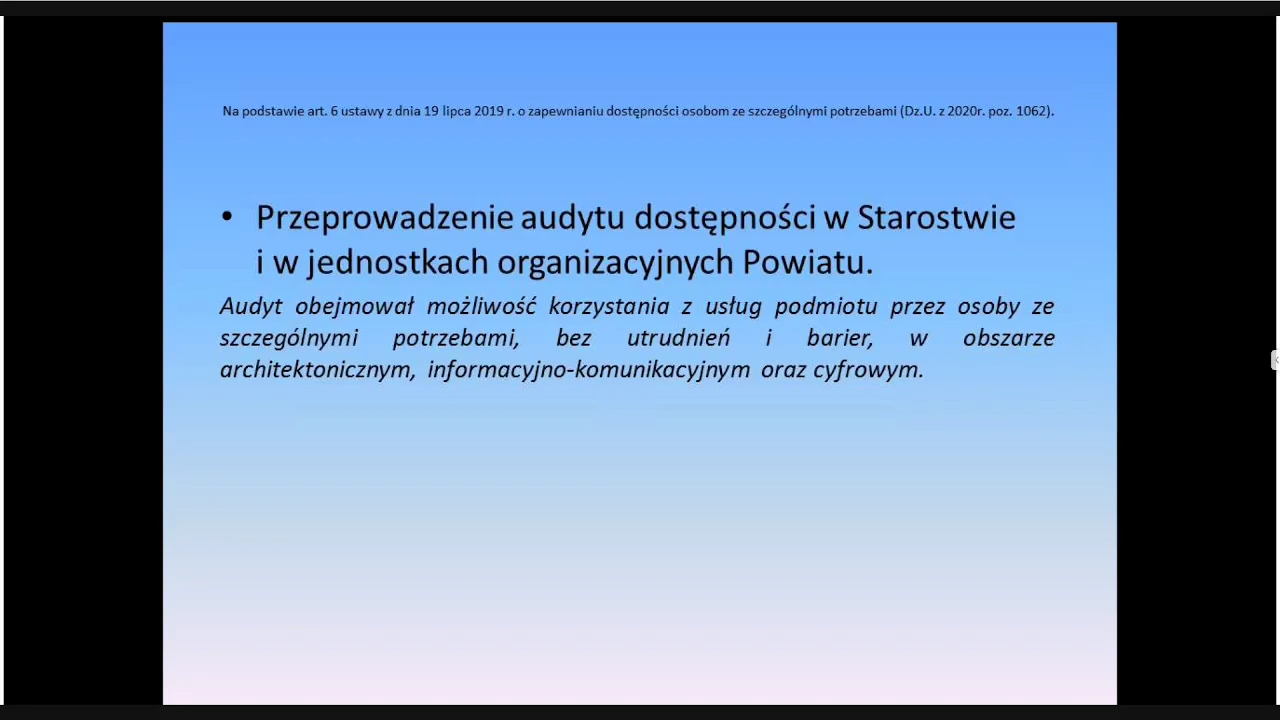 Na podstawie art. 6 ustawy z dnia 19 lipca 2019 r. o zapewnianiu dostępności osobom ze szczególnymi potrzebami (Dz.U. z 2020r. poz. 1062).
• Przeprowadzenie audytu dostępności w Starostwie
i w jednostkach organizacyjnych Powiatu.
Audyt obejmował możliwość korzystania z usług podmiotu przez osoby ze
szczególnymi potrzebami, bez utrudnień i barier, w obszarze
architektonicznym, informacyjno-komunikacyjnym oraz cyfrowym.